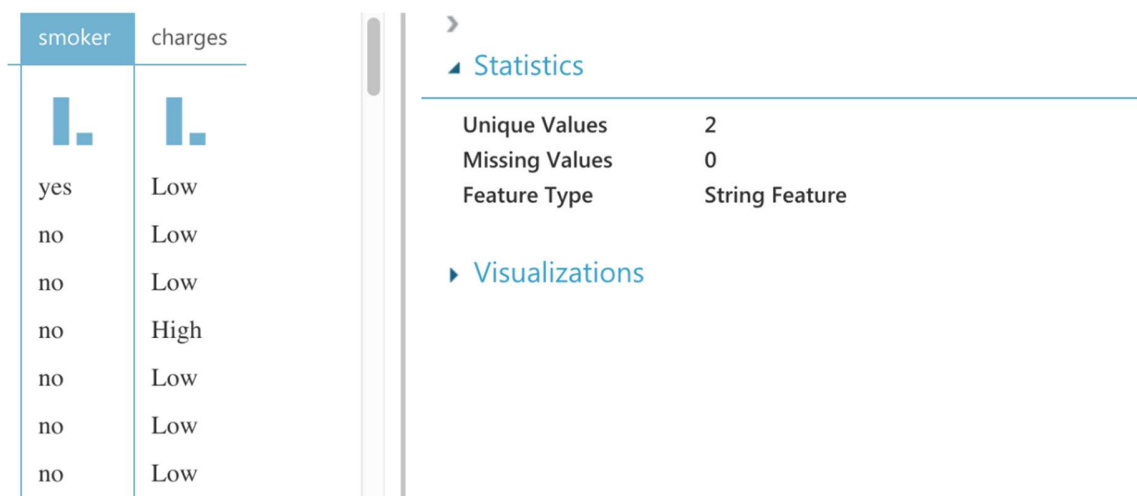 smoker charges
yes Low
no Low
no Low
no High
no Low
no Low
no Low
Statistics
Unique Values 2
Missing Values 0
Feature Type String Feature
Visualizations